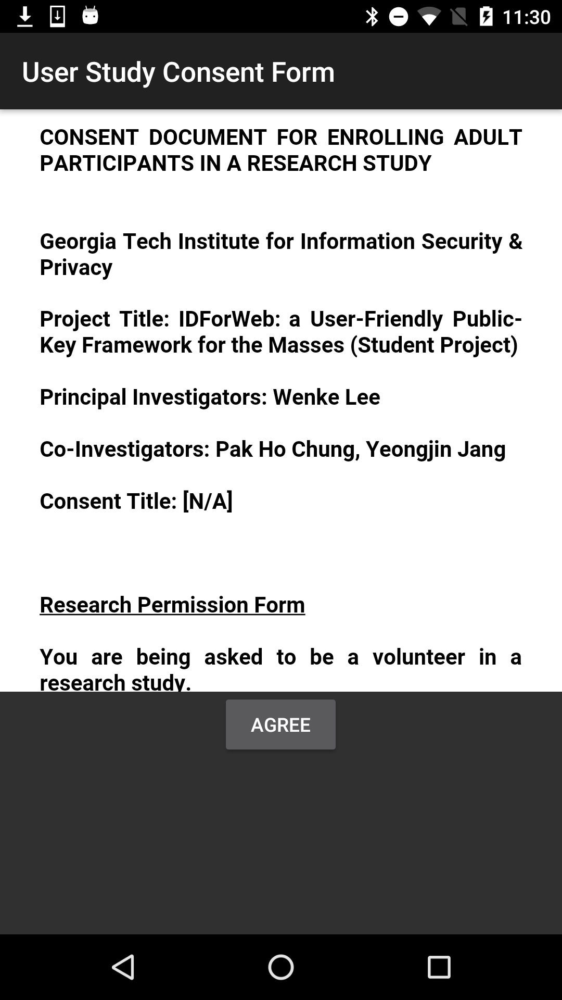 11:30
User Study Consent Form
CONSENT DOCUMENT FOR ENROLLING ADULT
PARTICIPANTS IN A RESEARCH STUDY
Georgia Tech Institute for Information Security &
Privacy
Project Title: IDForWeb: a User-Friendly Public-
Key Framework for the Masses (Student Project)
Principal Investigators: Wenke Lee
Co-Investigators: Pak Ho Chung, Yeongjin Jang
Consent Title: [N/A]
Research Permission Form
You are being asked to be a volunteer in a
research study.
AGREE